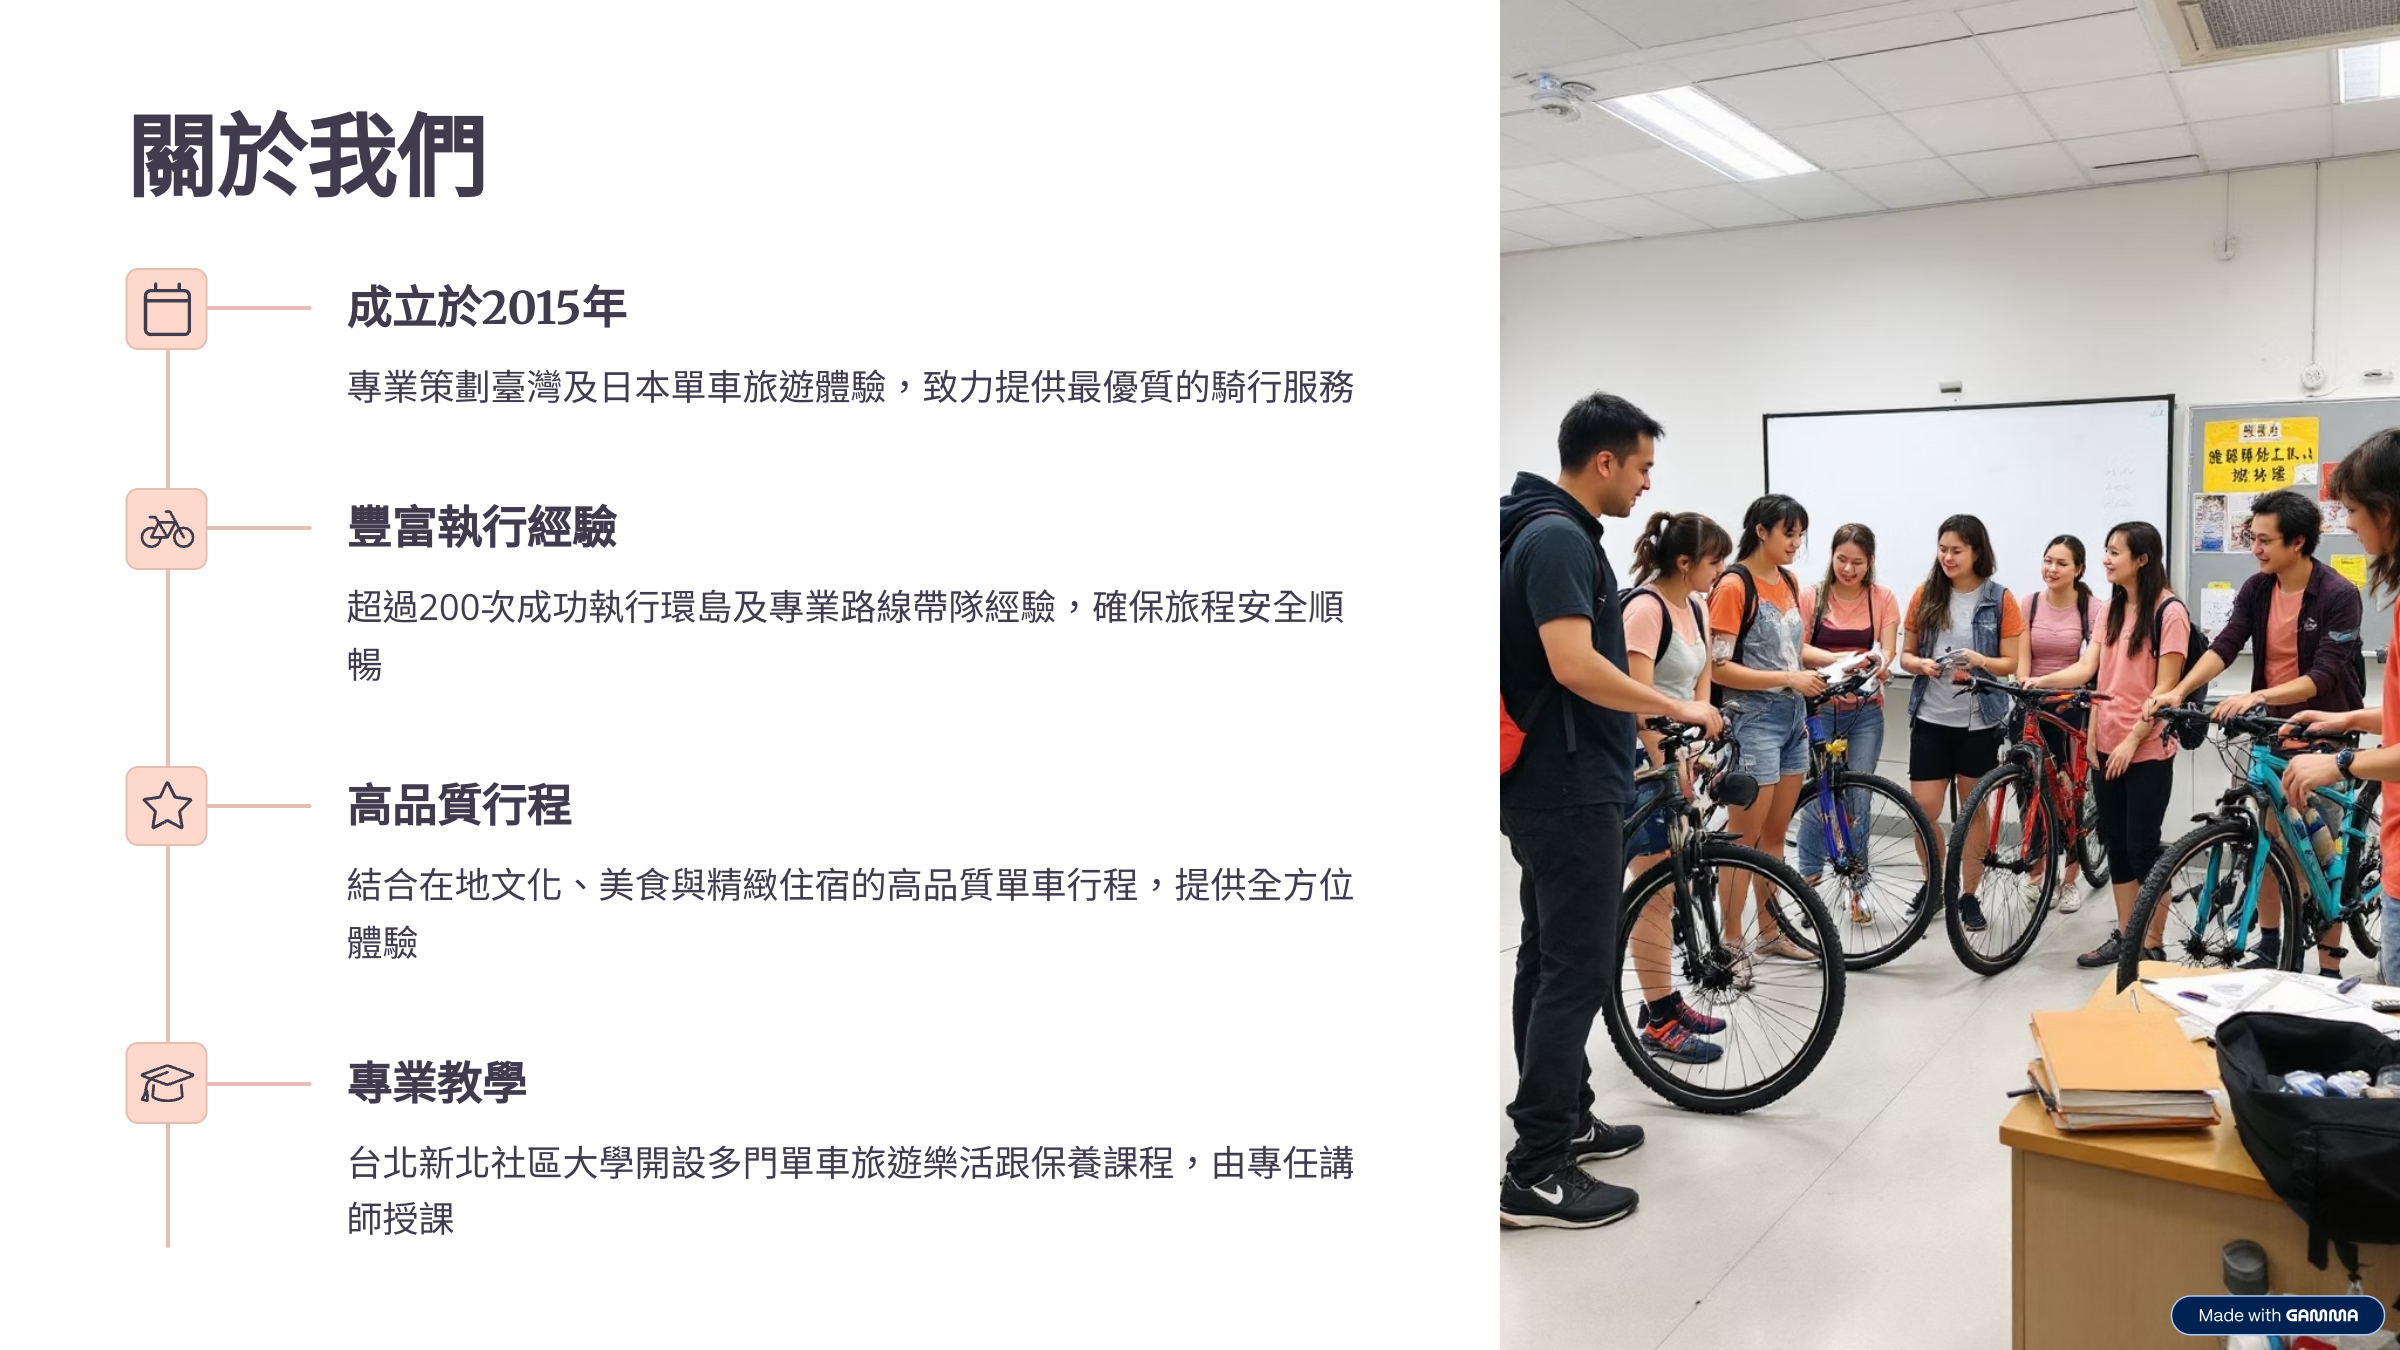 關於我們
成立於2015年
專業策劃臺灣及日本單車旅遊體驗，致力提供最優質的騎行服務
豐富執行經驗
超過200次成功執行環島及專業路線帶隊經驗，確保旅程安全順
暢
高品質行程
結合在地文化、美食與精緻住宿的高品質單車行程，提供全方位
體驗
專業教學
台北新北社區大學開設多門單車旅遊樂活跟保養課程，由專任講
師授課
Made with GAMMA